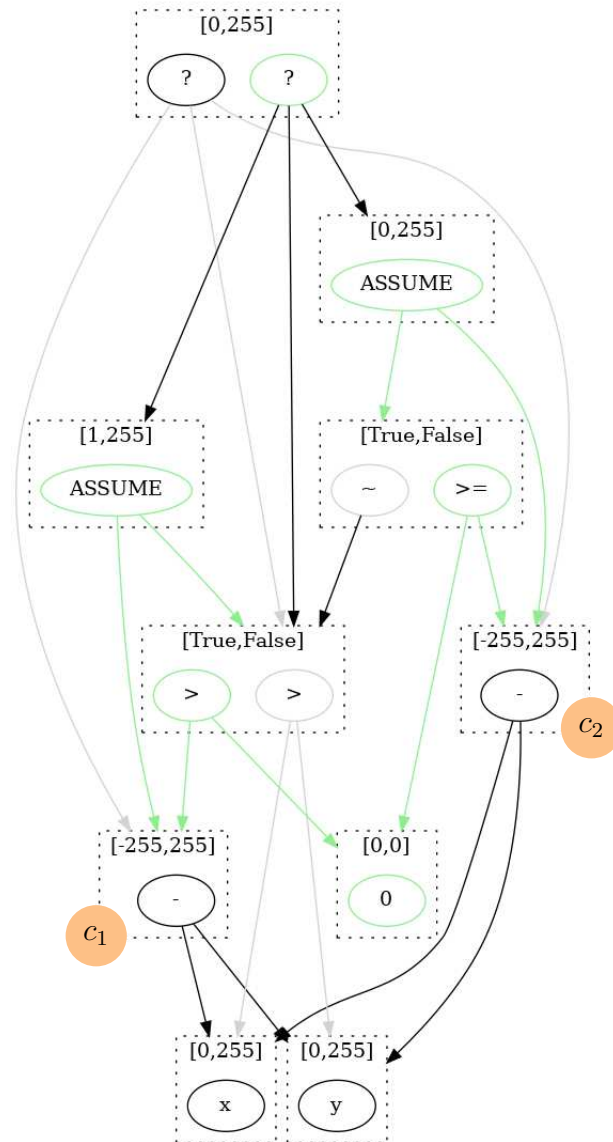 [0,255]
? ?
[0,255]
ASSUME
[1,255] [True,False]
ASSUME ~ >=
[True,False] [-255,255]
> > -
c2
[-255,255] [0,0]
- 0
c1
[0,255] [0,255]
x y